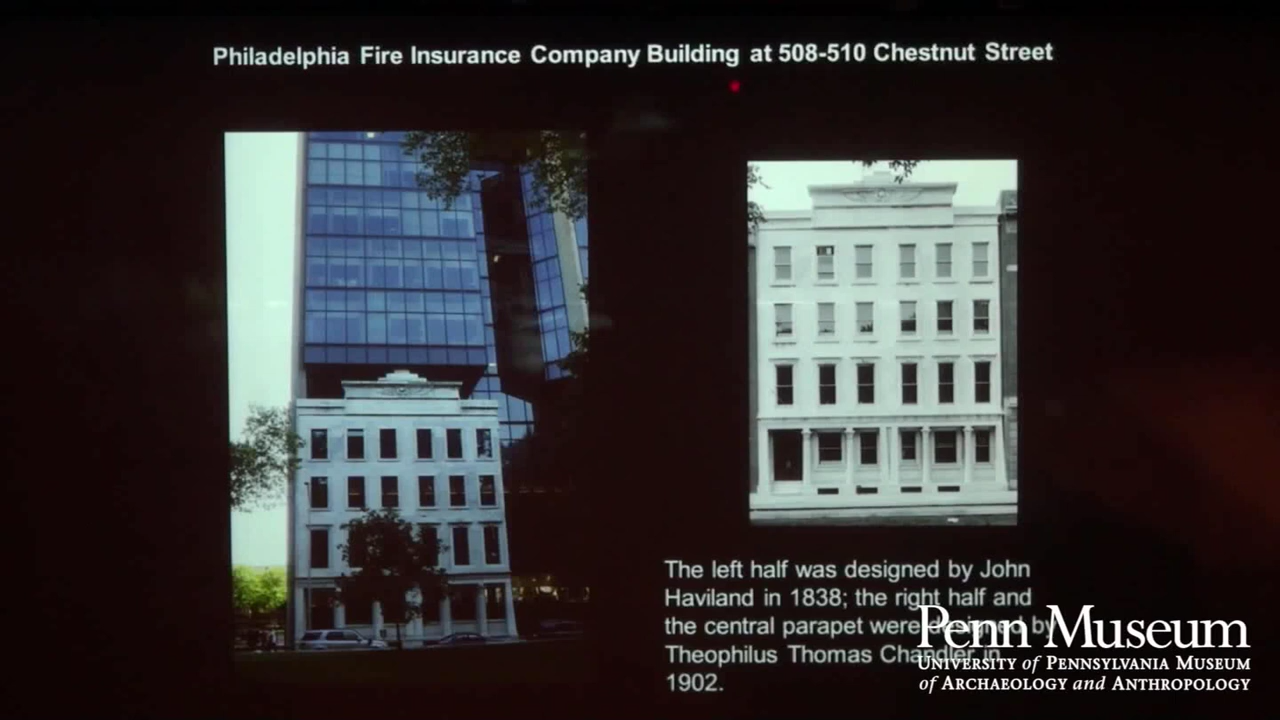 Philadelphia Fire Insurance Company Building at 508-510 Chestnut Street
The left half was designed by John
Haviland in 1838; the right half and
the central parapet were designed by
Theophilus Thomas Chandler in
1902.
Penn Museum
University of Pennsylvania Museum
of Archaeology and Anthropology